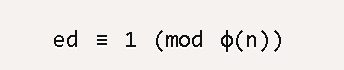 ed ≡ 1 (mod φ(n))